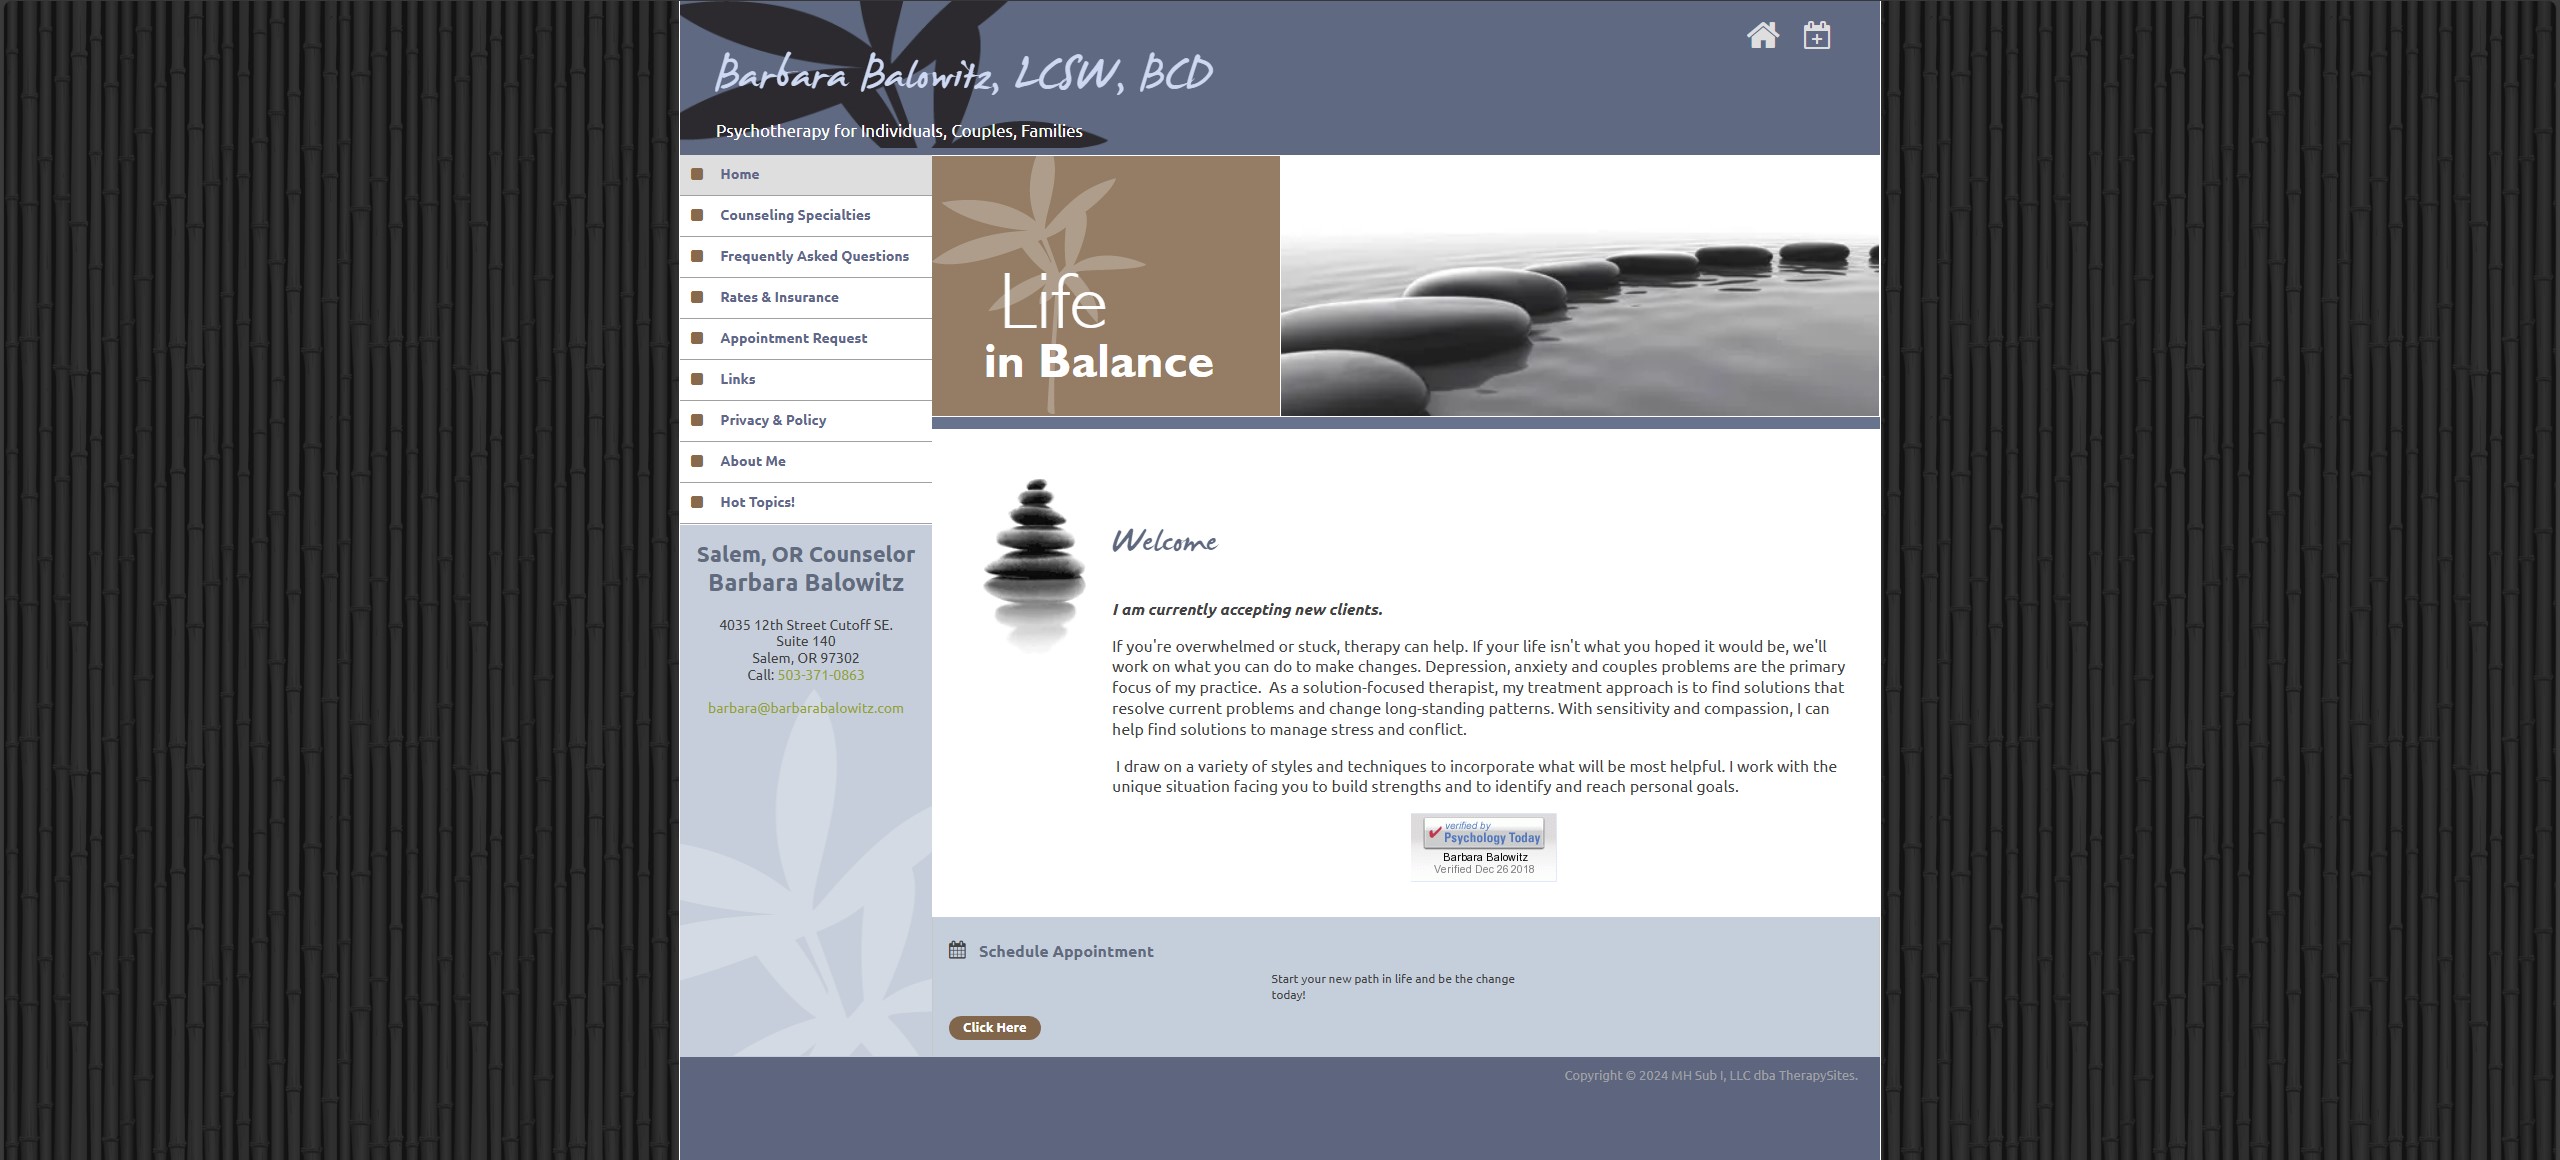 Barbara Balowitz, LCSW, BCD
Psychotherapy for Individuals, Couples, Families
Home
Counseling Specialties
Frequently Asked Questions
Rates & Insurance
Appointment Request
Links
Privacy & Policy
About Me
Hot Topics!
Salem, OR Counselor
Barbara Balowitz
4035 12th Street Cutoff SE.
Suite 140
Salem, OR 97302
Call: 503-371-0863
barbara@barbarabalowitz.com
Life
in Balance
Welcome
I am currently accepting new clients.
If you're overwhelmed or stuck, therapy can help. If your life isn't what you hoped it would be, we'll
work on what you can do to make changes. Depression, anxiety and couples problems are the primary
focus of my practice.  As a solution-focused therapist, my treatment approach is to find solutions that
resolve current problems and change long-standing patterns. With sensitivity and compassion, I can
help find solutions to manage stress and conflict.
I draw on a variety of styles and techniques to incorporate what will be most helpful. I work with the
unique situation facing you to build strengths and to identify and reach personal goals.
verified by
Psychology Today
Barbara Balowitz
Verified Dec 26 2018
Schedule Appointment
Start your new path in life and be the change
today!
Click Here
Copyright © 2024 MH Sub I, LLC dba TherapySites.